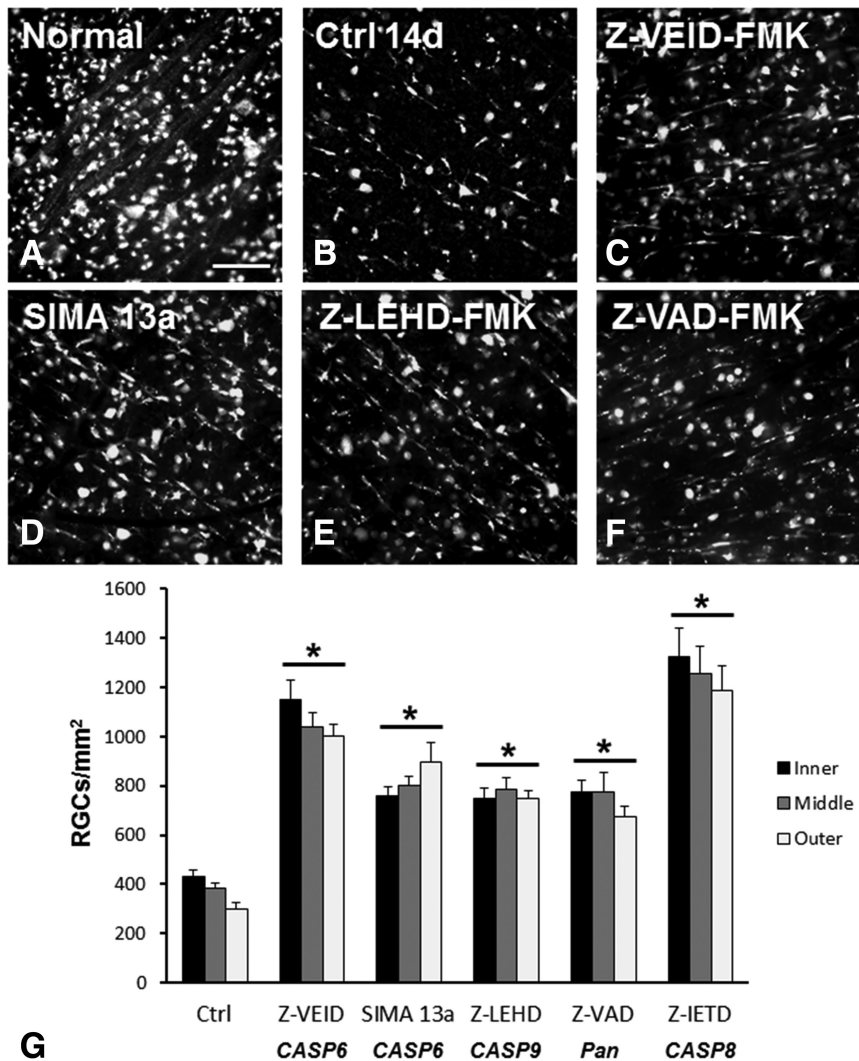 Normal
Ctrl 14d
Z-VEID-FMK
A
B
C
SIMA 13a
Z-LEHD-FMK
Z-VAD-FMK
D
E
F
1600
1400
1200
1000
800
600
400
200
0
RGCs/mm²
*
*
*
*
*
Inner
Middle
Outer
Ctrl Z-VEID SIMA 13a Z-LEHD Z-VAD Z-IETD
CASP6 CASP6 CASP9 Pan CASP8
G